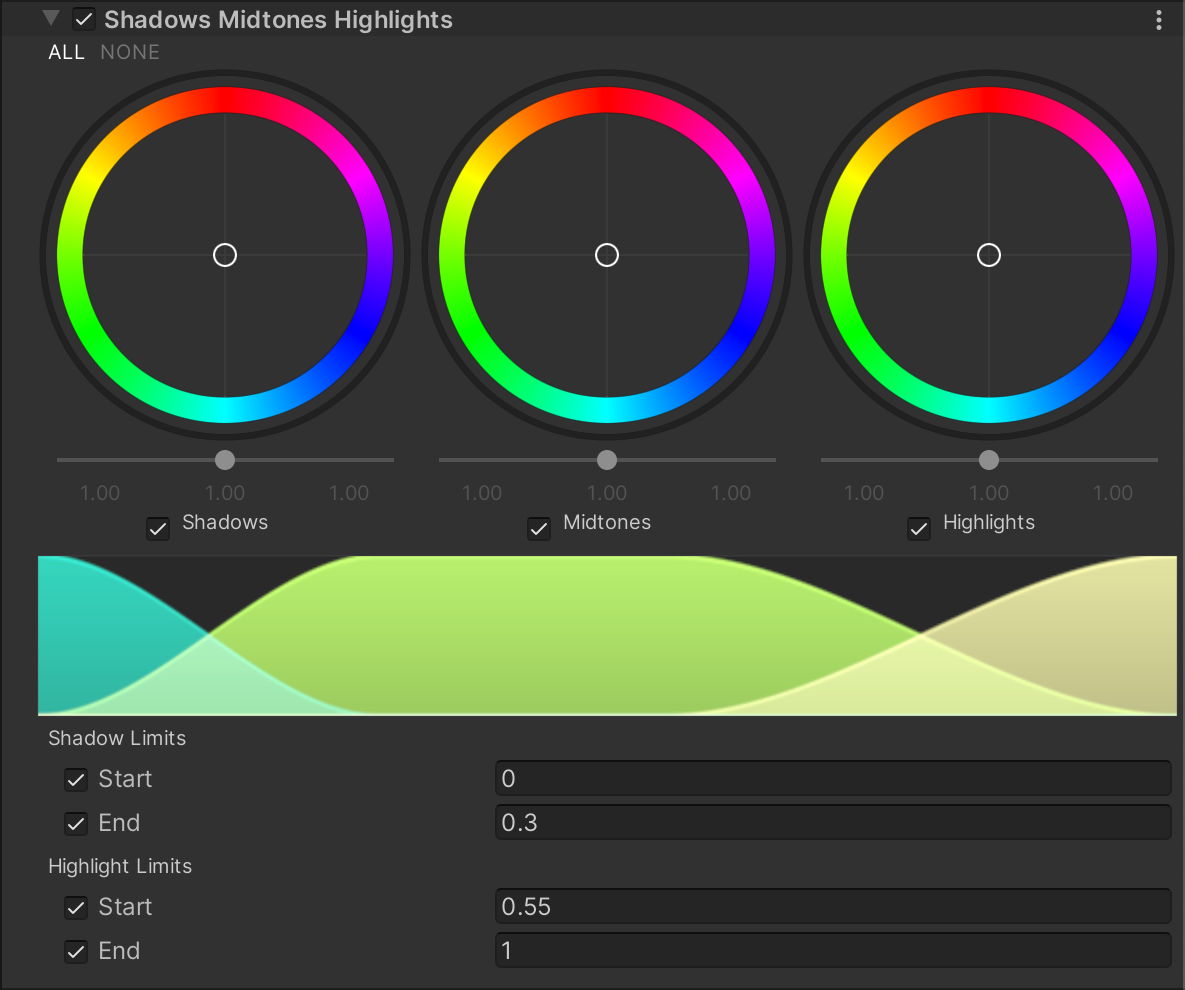 Shadows Midtones Highlights
ALL NONE
1.00 1.00 1.00 1.00 1.00 1.00 1.00 1.00 1.00
Shadows Midtones Highlights
Shadow Limits
Start 0
End 0.3
Highlight Limits
Start 0.55
End 1